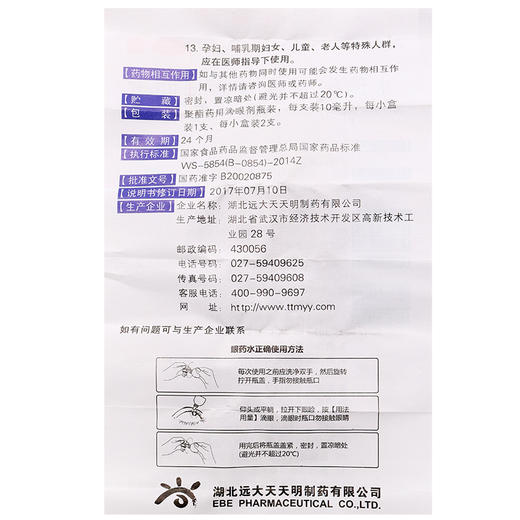 13. 孕妇、哺乳期妇女、儿童、老人等特殊人群，
应在医师指导下使用。
【药物相互作用】 如与其他药物同时使用可能会发生药物相互作
用，详情请咨询医师或药师。
【贮 藏】 密封，置凉暗处(避光并不超过20℃)。
【包 装】 聚酯药用滴眼剂瓶装，每支装10毫升，每小盒
装1支、每小盒装2支。
【有 效 期】 24个月
【执行标准】 国家食品药品监督管理总局国家药品标准
WS-5854(B-0854)-2014Z
【批准文号】 国药准字 B20020875
【说明书修订日期】 2017年07月10日
【生产企业】 企业名称: 湖北远大天天明制药有限公司
生产地址: 湖北省武汉市经济技术开发区高新技术工
业园28号
邮政编码: 430056
电话号码: 027-59409625
传真号码: 027-59409608
客服电话: 400-990-9697
网 址: http://www.ttmyy.com
如有问题可与生产企业联系
眼药水正确使用方法
每次使用之前应洗净双手，然后旋转
拧开瓶盖，手指勿接触瓶口
仰头或平躺，拉开下眼睑，按【用法
用量】滴眼，滴眼时瓶口勿接触眼睛
用完后将瓶盖盖紧，密封，置凉暗处
(避光并不超过20℃)
湖北远大天天明制药有限公司
EBE PHARMACEUTICAL CO.,LTD.